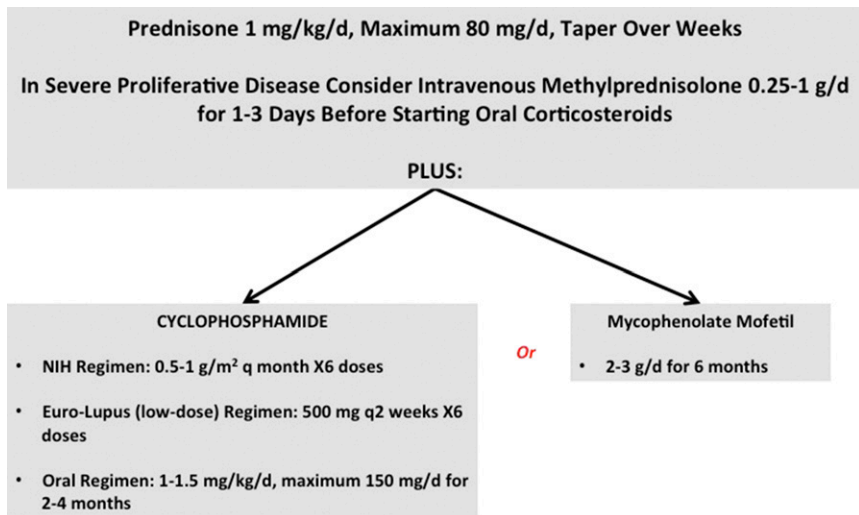 Prednisone 1 mg/kg/d, Maximum 80 mg/d, Taper Over Weeks
In Severe Proliferative Disease Consider Intravenous Methylprednisolone 0.25-1 g/d
for 1-3 Days Before Starting Oral Corticosteroids
PLUS:
CYCLOPHOSPHAMIDE
• NIH Regimen: 0.5-1 g/m² q month X6 doses
• Euro-Lupus (low-dose) Regimen: 500 mg q2 weeks X6
doses
• Oral Regimen: 1-1.5 mg/kg/d, maximum 150 mg/d for
2-4 months
Or
Mycophenolate Mofetil
• 2-3 g/d for 6 months